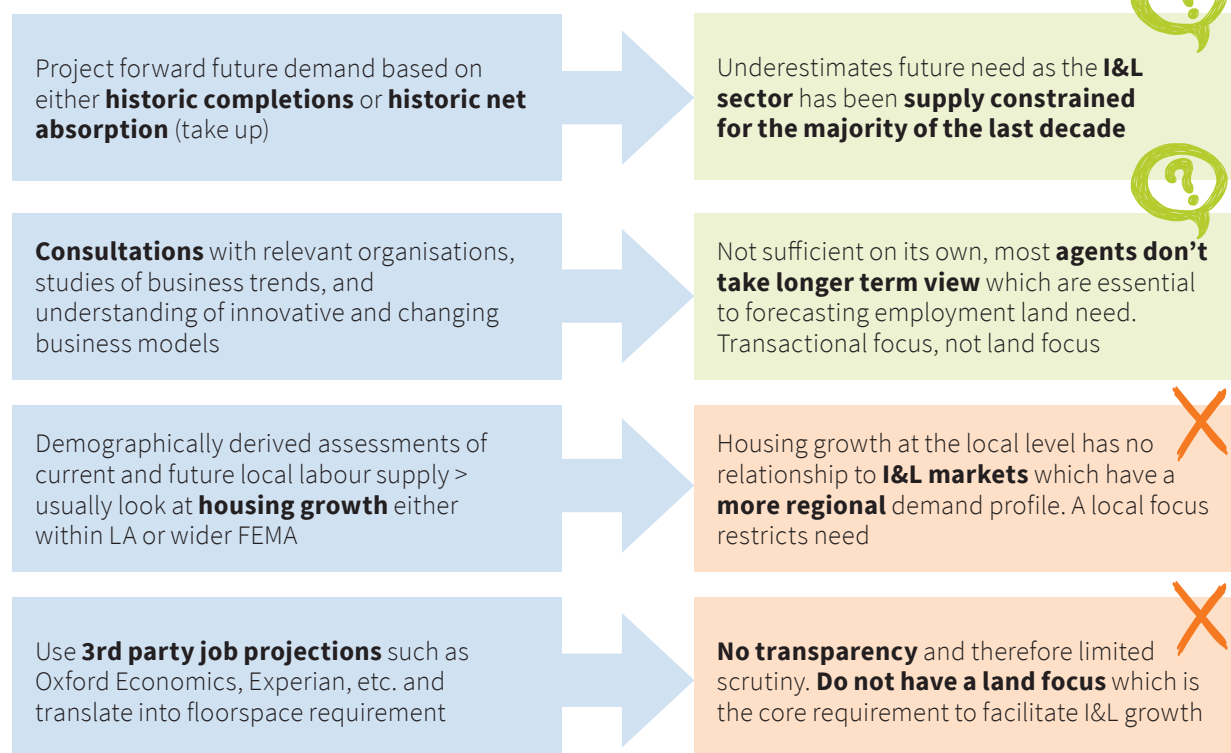 ?
Project forward future demand based on
either historic completions or historic net
absorption (take up)
Underestimates future need as the I&L
sector has been supply constrained
for the majority of the last decade
?
Consultations with relevant organisations,
studies of business trends, and
understanding of innovative and changing
business models
Not sufficient on its own, most agents don’t
take longer term view which are essential
to forecasting employment land need.
Transactional focus, not land focus
Demographically derived assessments of
current and future local labour supply >
usually look at housing growth either
within LA or wider FEMA
Housing growth at the local level has no
relationship to I&L markets which have a
more regional demand profile. A local focus
restricts need
Use 3rd party job projections such as
Oxford Economics, Experian, etc. and
translate into floorspace requirement
No transparency and therefore limited
scrutiny. Do not have a land focus which is
the core requirement to facilitate I&L growth